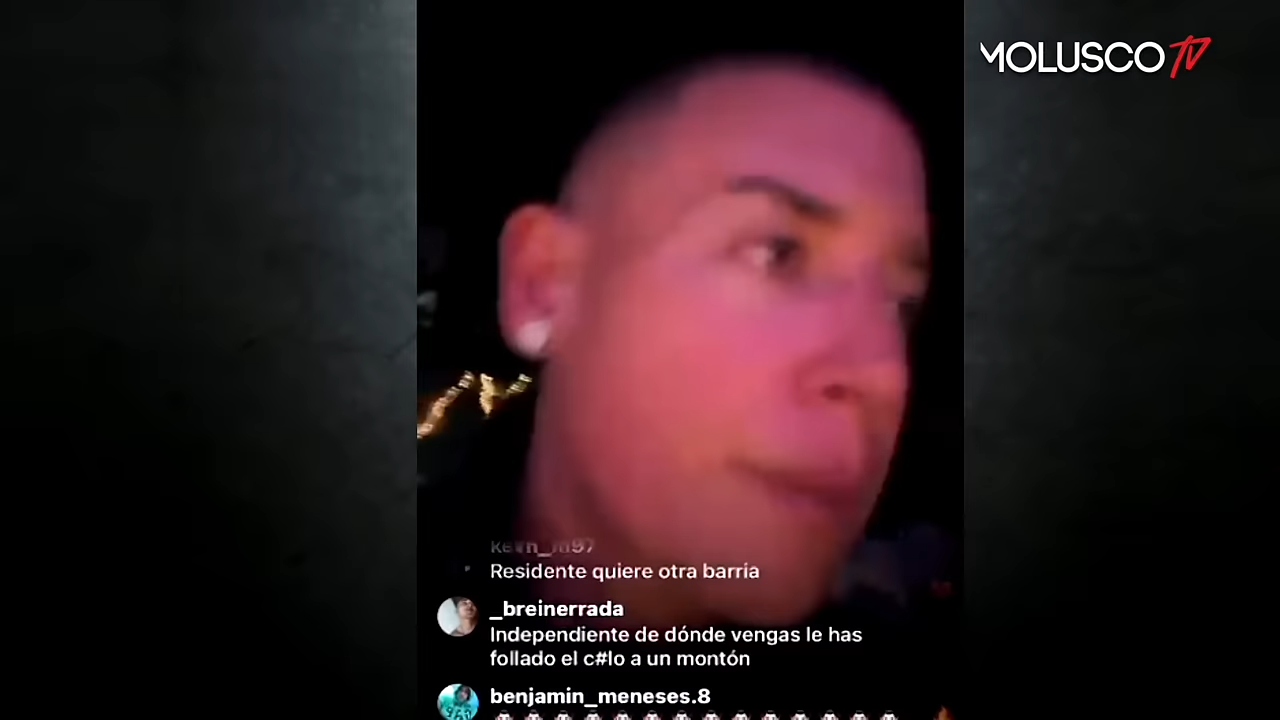 MOLUSCO TV
Residente quiere otra barria
_breinerrada
Independiente de dónde vengas le has
follado el c#lo a un montón
benjamin_meneses.8